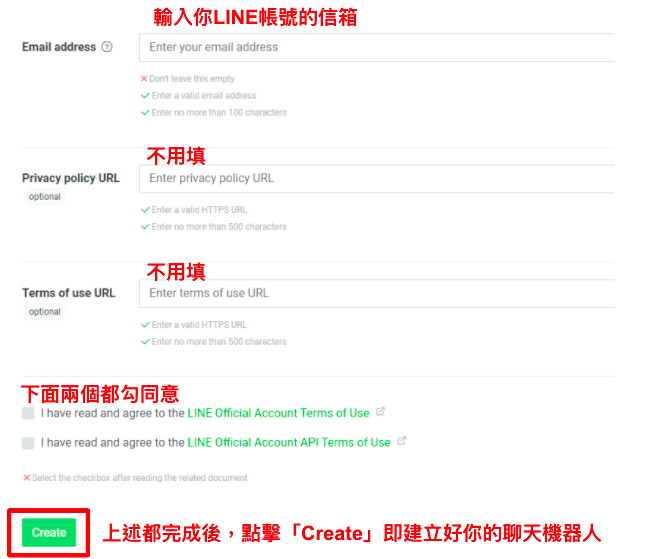 輸入你LINE帳號的信箱
Email address
Enter your email address
Don't leave this empty
Enter a valid email address
Enter no more than 100 characters
不用填
Privacy policy URL
Enter privacy policy URL
optional
Enter a valid HTTPS URL
Enter no more than 500 characters
不用填
Terms of use URL
Enter terms of use URL
optional
Enter a valid HTTPS URL
Enter no more than 500 characters
下面兩個都勾同意
I have read and agree to the LINE Official Account Terms of Use
I have read and agree to the LINE Official Account API Terms of Use
Select the checkbox after reading the related document
Create 上述都完成後，點擊「Create」即建立好你的聊天機器人